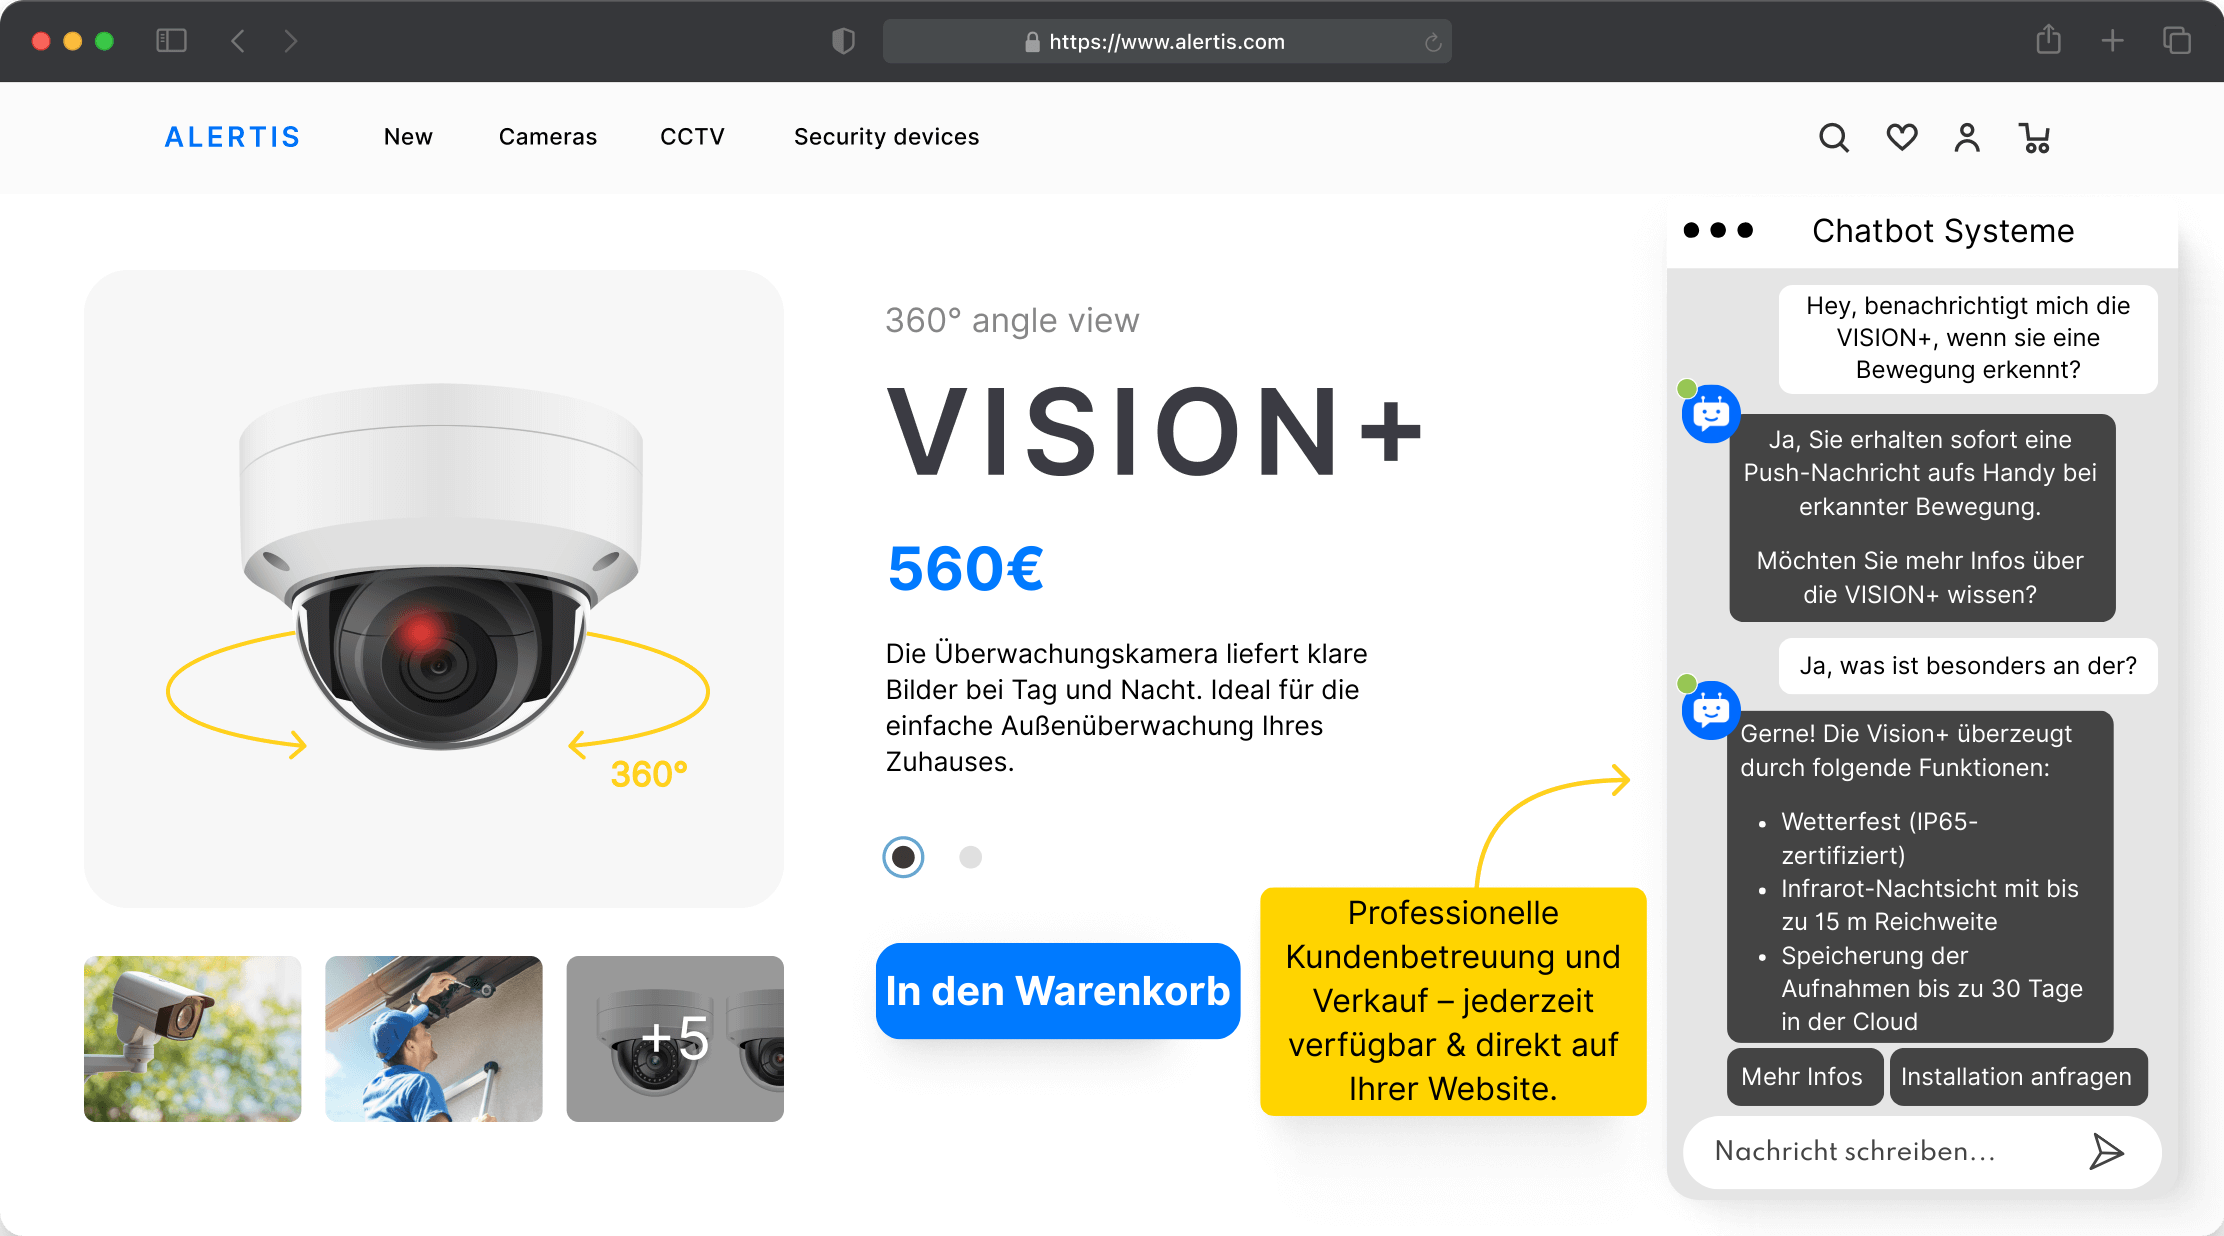 https://www.alertis.com
ALERTIS
New
Cameras
CCTV
Security devices
360° angle view
VISION+
560€
Die Überwachungskamera liefert klare
Bilder bei Tag und Nacht. Ideal für die
einfache Außenüberwachung Ihres
Zuhauses.
360°
+5
In den Warenkorb
Professionelle
Kundenbetreuung und
Verkauf – jederzeit
verfügbar & direkt auf
Ihrer Website.
Chatbot Systeme
Hey, benachrichtigt mich die
VISION+, wenn sie eine
Bewegung erkennt?
Ja, Sie erhalten sofort eine
Push-Nachricht aufs Handy bei
erkannter Bewegung.
Möchten Sie mehr Infos über
die VISION+ wissen?
Ja, was ist besonders an der?
Gerne! Die Vision+ überzeugt
durch folgende Funktionen:
• Wetterfest (IP65-
zertifiziert)
• Infrarot-Nachtsicht mit bis
zu 15 m Reichweite
• Speicherung der
Aufnahmen bis zu 30 Tage
in der Cloud
Mehr Infos
Installation anfragen
Nachricht schreiben...